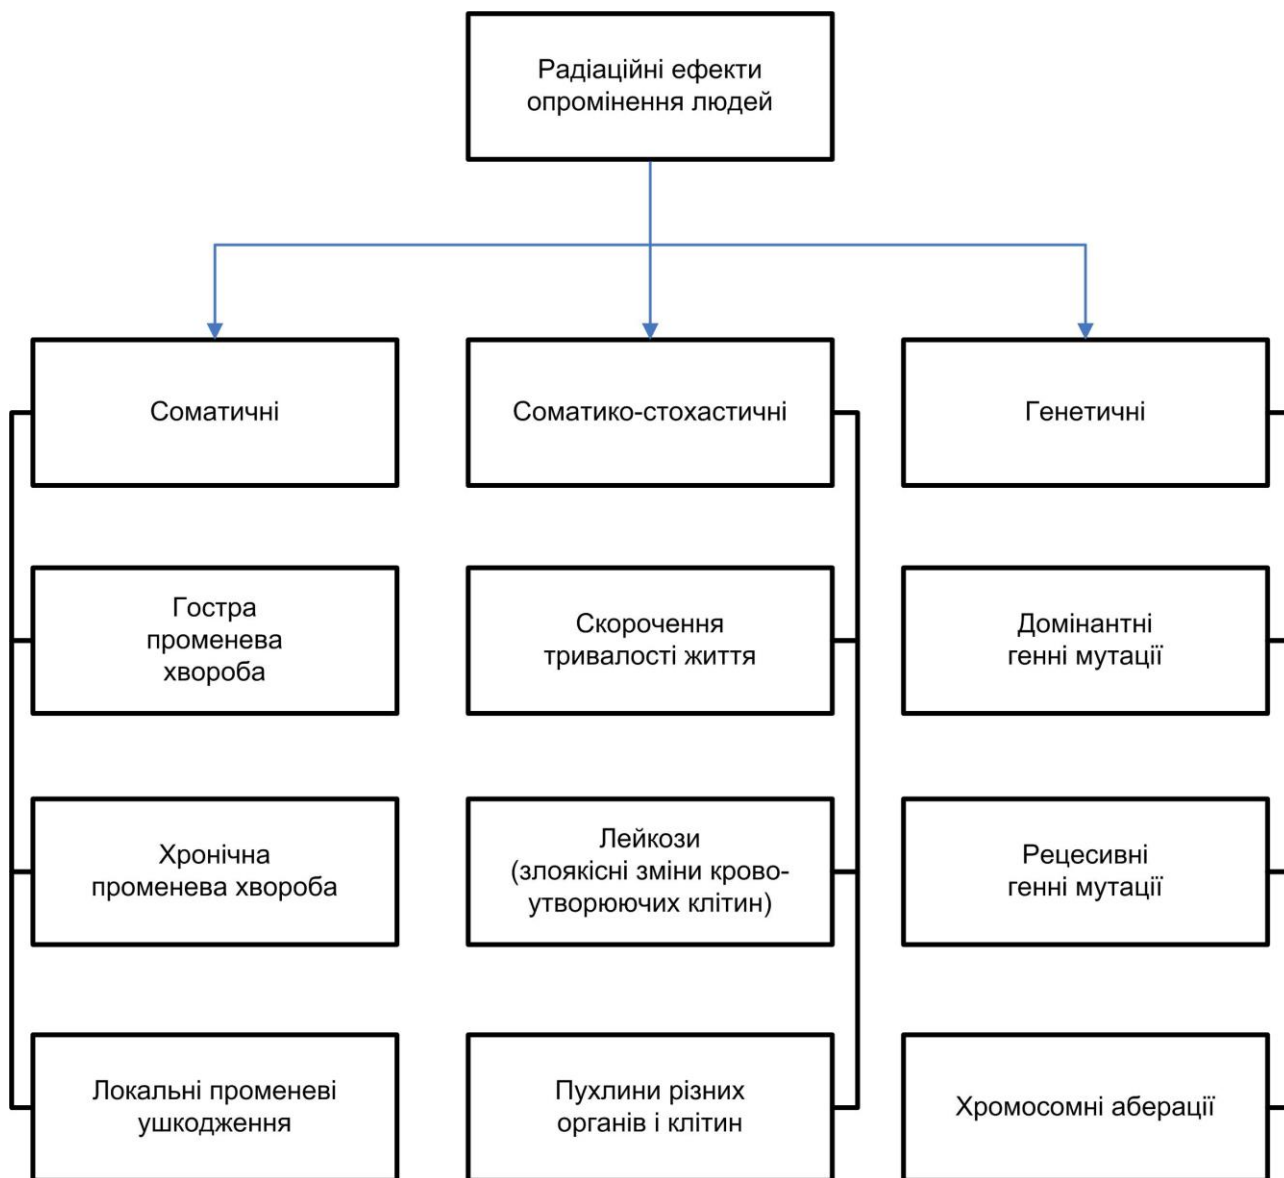 Радіаційні ефекти
опромінення людей
Соматичні
Соматико-стохастичні
Генетичні
Гостра
променева
хвороба
Скорочення
тривалості життя
Домінантні
генні мутації
Хронічна
променева хвороба
Лейкози
(злоякісні зміни крово-
утворюючих клітин)
Рецесивні
генні мутації
Локальні променеві
ушкодження
Пухлини різних
органів і клітин
Хромосомні аберації